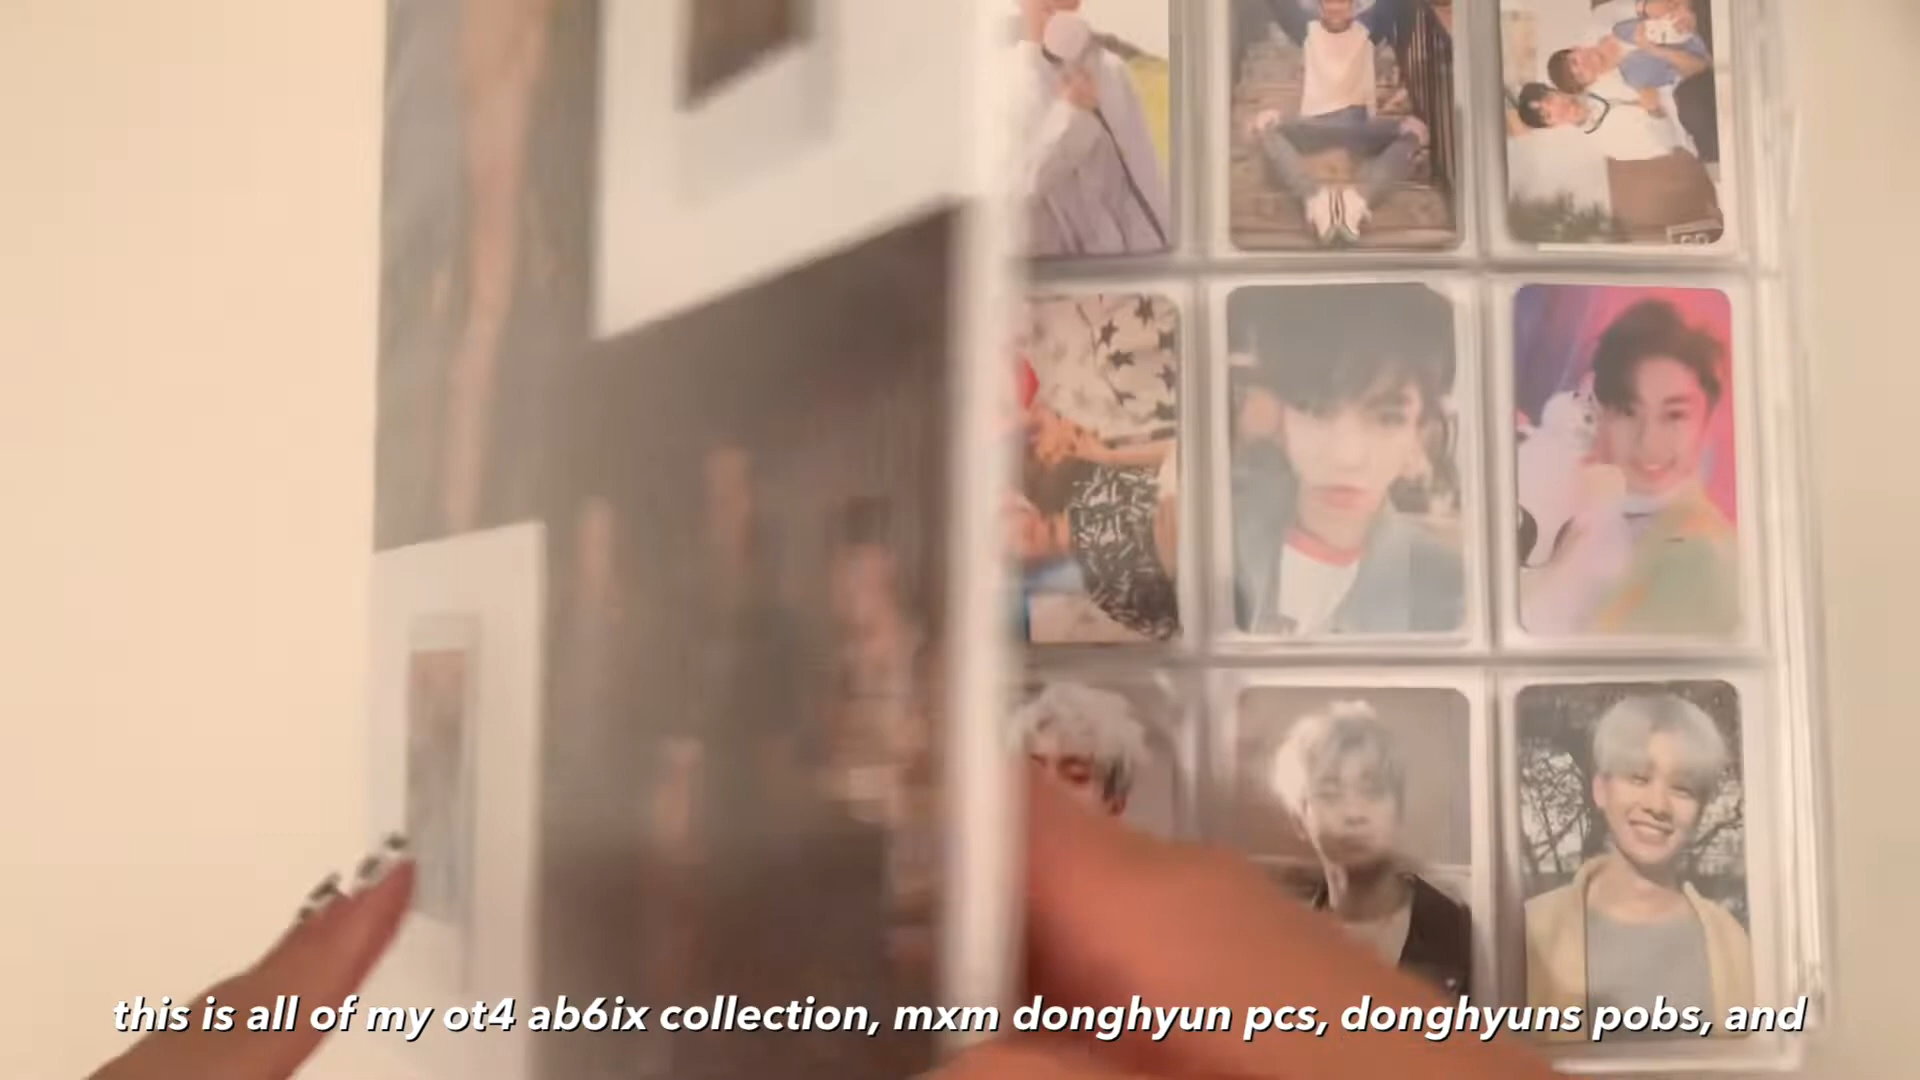 this is all of my ot4 ab6ix collection, mxm donghyun pcs, donghyuns pobs, and